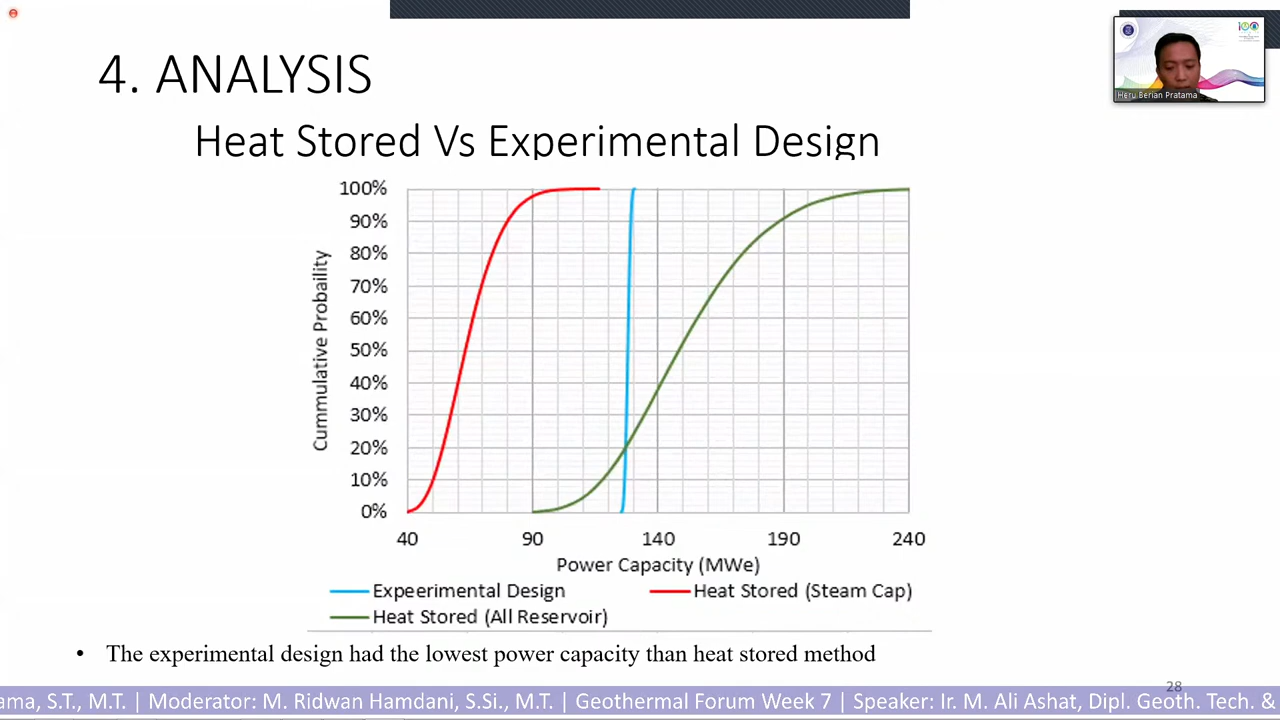 4. ANALYSIS
Heat Stored Vs Experimental Design
Heru Berian Pratama
100%
90%
80%
70%
60%
50%
40%
30%
20%
10%
0%
Cummulative Probaility
40 90 140 190 240
Power Capacity (MWe)
Expeerimental Design Heat Stored (Steam Cap)
Heat Stored (All Reservoir)
• The experimental design had the lowest power capacity than heat stored method
28
ama, S.T., M.T. | Moderator: M. Ridwan Hamdani, S.Si., M.T. | Geothermal Forum Week 7 | Speaker: Ir. M. Ali Ashat, Dipl. Geoth. Tech. &